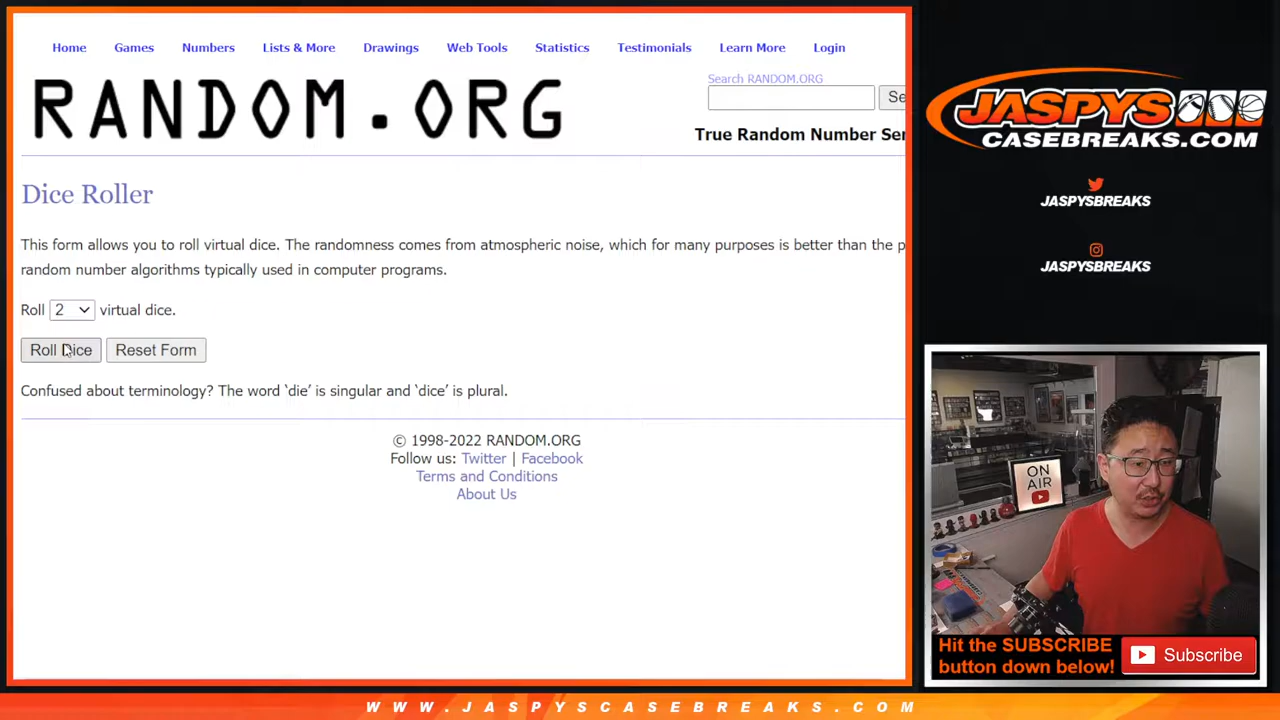 Home Games Numbers Lists & More Drawings Web Tools Statistics Testimonials Learn More Login
RANDOM.ORG
Search RANDOM.ORG
Se
True Random Number Ser
Dice Roller
This form allows you to roll virtual dice. The randomness comes from atmospheric noise, which for many purposes is better than the p
random number algorithms typically used in computer programs.
Roll 2 virtual dice.
Roll Dice Reset Form
Confused about terminology? The word ‘die’ is singular and ‘dice’ is plural.
© 1998-2022 RANDOM.ORG
Follow us: Twitter | Facebook
Terms and Conditions
About Us
JASPYS
CASEBREAKS.COM
JASPYSBREAKS
JASPYSBREAKS
ON
AIR
Hit the SUBSCRIBE
button down below!
Subscribe
WWW.JASPYSCASEBREAKS.COM